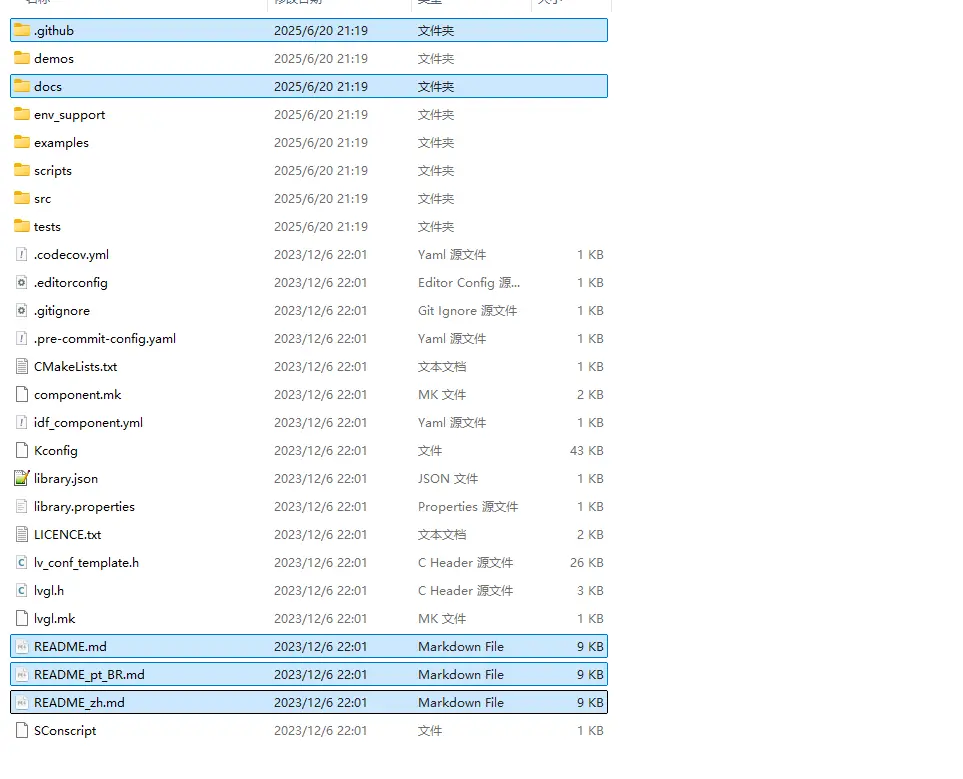 .github 2025/6/20 21:19 文件夹
demos 2025/6/20 21:19 文件夹
docs 2025/6/20 21:19 文件夹
env_support 2025/6/20 21:19 文件夹
examples 2025/6/20 21:19 文件夹
scripts 2025/6/20 21:19 文件夹
src 2025/6/20 21:19 文件夹
tests 2025/6/20 21:19 文件夹
.codecov.yml 2023/12/6 22:01 Yaml 源文件 1 KB
.editorconfig 2023/12/6 22:01 Editor Config 源... 1 KB
.gitignore 2023/12/6 22:01 Git Ignore 源文件 1 KB
.pre-commit-config.yaml 2023/12/6 22:01 Yaml 源文件 1 KB
CMakeLists.txt 2023/12/6 22:01 文本文档 1 KB
component.mk 2023/12/6 22:01 MK 文件 2 KB
idf_component.yml 2023/12/6 22:01 Yaml 源文件 1 KB
Kconfig 2023/12/6 22:01 文件 43 KB
library.json 2023/12/6 22:01 JSON 文件 1 KB
library.properties 2023/12/6 22:01 Properties 源文件 1 KB
LICENCE.txt 2023/12/6 22:01 文本文档 2 KB
lv_conf_template.h 2023/12/6 22:01 C Header 源文件 26 KB
lvgl.h 2023/12/6 22:01 C Header 源文件 3 KB
lvgl.mk 2023/12/6 22:01 MK 文件 1 KB
README.md 2023/12/6 22:01 Markdown File 9 KB
README_pt_BR.md 2023/12/6 22:01 Markdown File 9 KB
README_zh.md 2023/12/6 22:01 Markdown File 9 KB
SConscript 2023/12/6 22:01 文件 1 KB